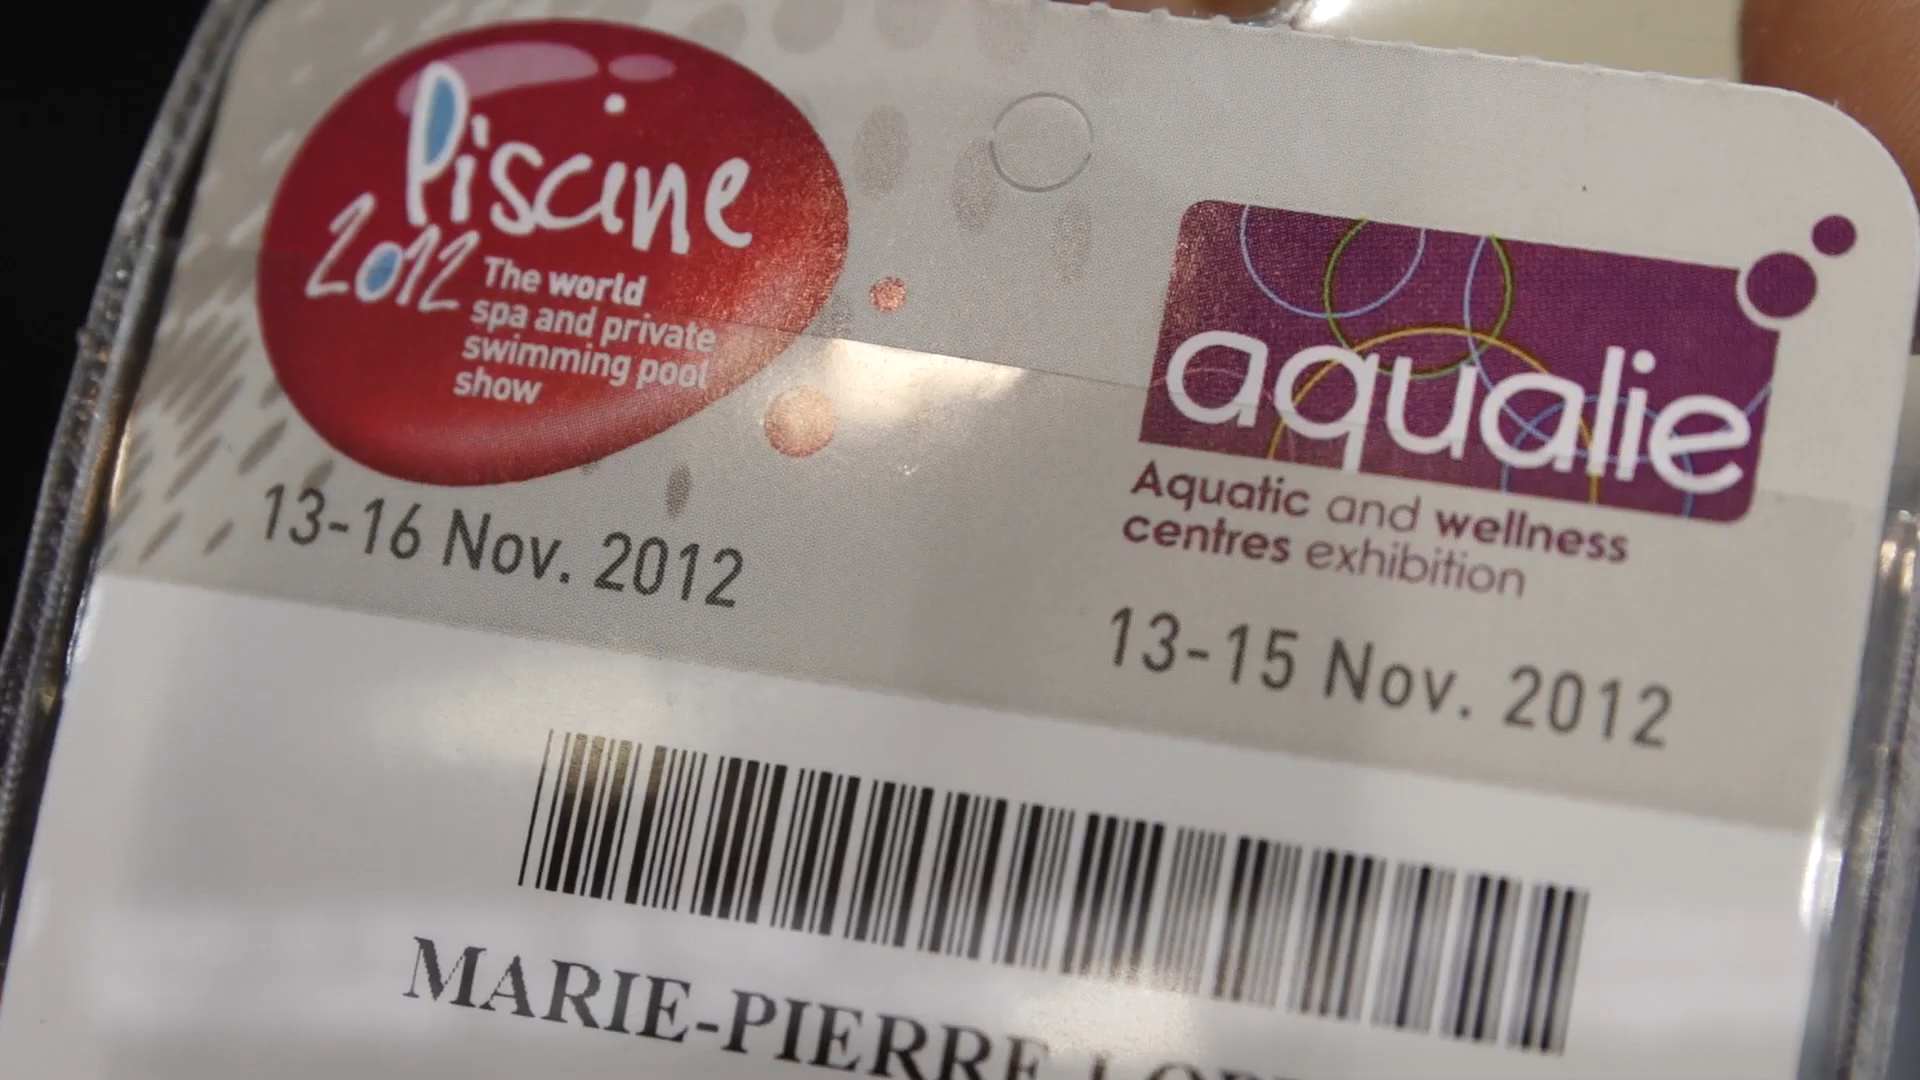 Piscine
2012
The world
spa and private
swimming pool
show
13-16 Nov. 2012
aqualie
Aquatic and wellness
centres exhibition
13-15 Nov. 2012
MARIE-PIERRE